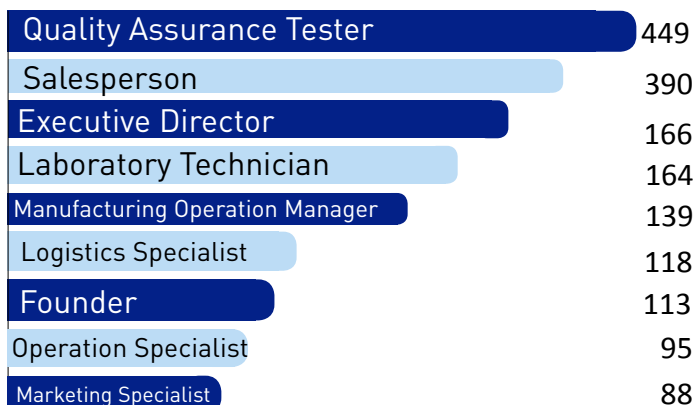 Quality Assurance Tester 449
Salesperson 390
Executive Director 166
Laboratory Technician 164
Manufacturing Operation Manager 139
Logistics Specialist 118
Founder 113
Operation Specialist 95
Marketing Specialist 88